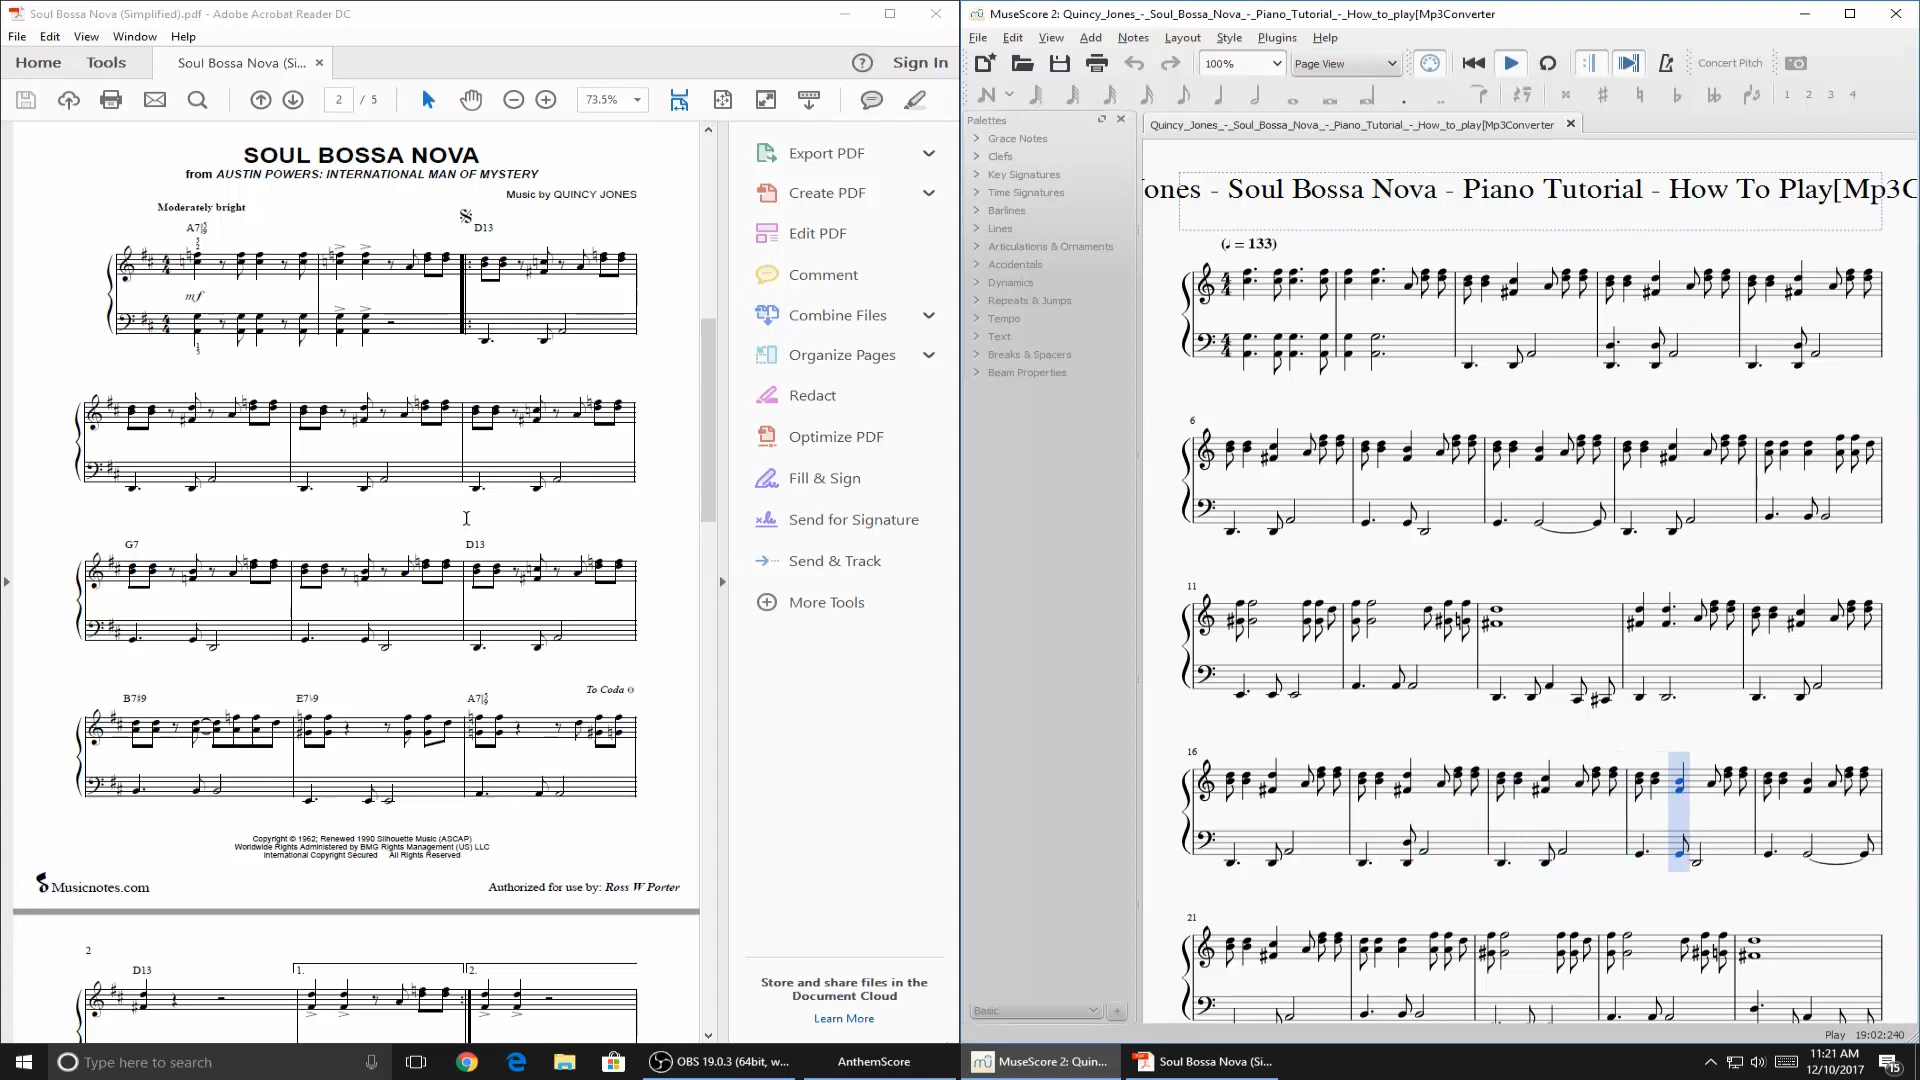 Soul Bossa Nova (Simplified).pdf - Adobe Acrobat Reader DC
File Edit View Window Help
Home Tools Soul Bossa Nova (Si... × Sign In
2 / 5 73.5%
SOUL BOSSA NOVA
from AUSTIN POWERS: INTERNATIONAL MAN OF MYSTERY
Music by QUINCY JONES
Moderately bright
D13
mf
G7 D13
To Coda
B7♯9 E7♭9
Copyright © 1962; Renewed 1990 Silhouette Music (ASCAP)
Worldwide Rights Administered by BMG Rights Management (US) LLC
International Copyright Secured All Rights Reserved
Musicnotes.com
Authorized for use by: Ross W Porter
2
D13 1. 2.
Export PDF
Create PDF
Edit PDF
Comment
Combine Files
Organize Pages
Redact
Optimize PDF
Fill & Sign
Send for Signature
Send & Track
More Tools
Store and share files in the
Document Cloud
Learn More
MuseScore 2: Quincy_Jones_-_Soul_Bossa_Nova_-_Piano_Tutorial_-_How_to_play[Mp3Converter
File Edit View Add Notes Layout Style Plugins Help
100% Page View Concert Pitch
1 2 3 4
Palettes
Grace Notes
Clefs
Key Signatures
Time Signatures
Barlines
Lines
Articulations & Ornaments
Accidentals
Dynamics
Repeats & Jumps
Tempo
Text
Breaks & Spacers
Beam Properties
Basic
Quincy_Jones_-_Soul_Bossa_Nova_-_Piano_Tutorial_-_How_to_play[Mp3Converter
Jones - Soul Bossa Nova - Piano Tutorial - How To Play[Mp3C
(♩ = 133)
6
11
16
21
Play 19:02:240
Type here to search
OBS 19.0.3 (64bit, w...
AnthemScore
MuseScore 2: Quin...
Soul Bossa Nova (Si...
11:21 AM
12/10/2017
15